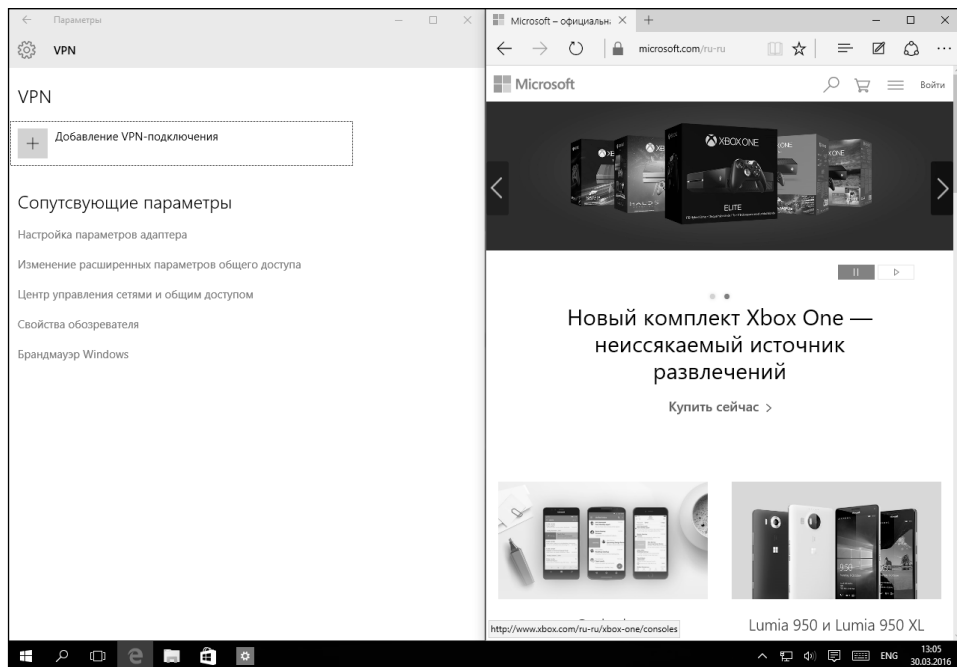 Параметры
VPN
VPN
Добавление VPN-подключения
Сопутсвующие параметры
Настройка параметров адаптера
Изменение расширенных параметров общего доступа
Центр управления сетями и общим доступом
Свойства обозревателя
Брандмауэр Windows
Microsoft – официальн
microsoft.com/ru-ru
Microsoft
Войти
XBOX ONE
HALO 5
ELITE
Новый комплект Xbox One —
неиссякаемый источник
развлечений
Купить сейчас >
http://www.xbox.com/ru-ru/xbox-one/consoles
Lumia 950 и Lumia 950 XL
ENG
13:05
30.03.2016